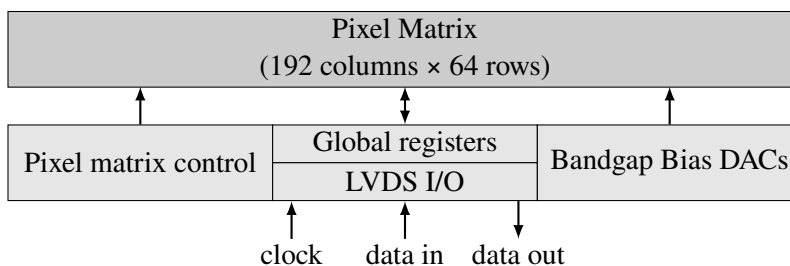 Pixel Matrix
(192 columns × 64 rows)
Pixel matrix control
Global registers
LVDS I/O
Bandgap Bias DACs
clock
data in
data out